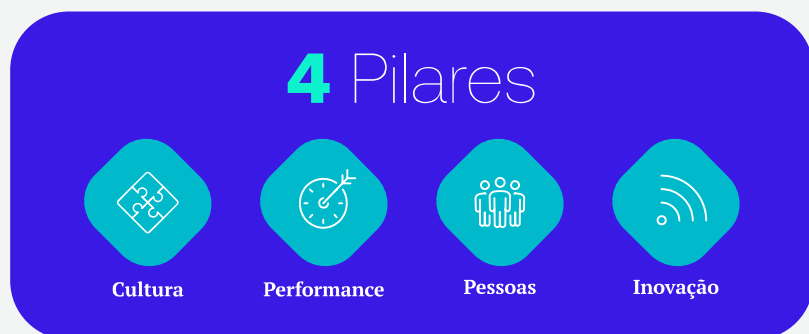 4 Pilares
Cultura
Performance
Pessoas
Inovação